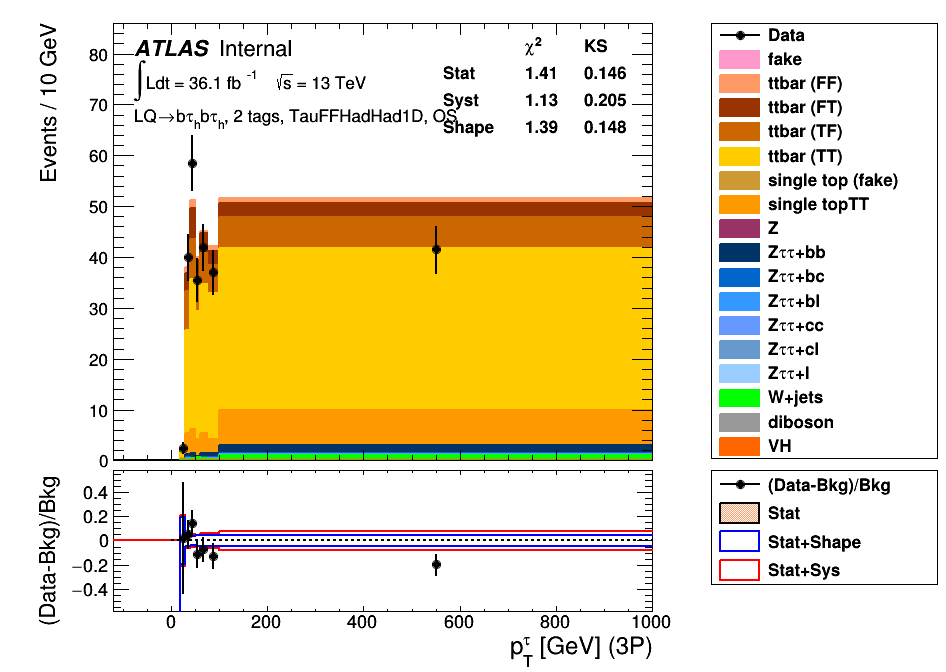 ATLAS Internal
∫Ldt = 36.1 fb⁻¹ √s = 13 TeV
LQ→bτₕbτₕ, 2 tags, TauFFHadHad1D, OS
χ² KS
Stat 1.41 0.146
Syst 1.13 0.205
Shape 1.39 0.148
Events / 10 GeV
80
70
60
50
40
30
20
10
0
Data
fake
ttbar (FF)
ttbar (FT)
ttbar (TF)
ttbar (TT)
single top (fake)
single topTT
Z
Zττ+bb
Zττ+bc
Zττ+bl
Zττ+cc
Zττ+cl
Zττ+l
W+jets
diboson
VH
(Data-Bkg)/Bkg
0.4
0.2
0
−0.2
−0.4
0 200 400 600 800 1000
p_T^τ [GeV] (3P)
(Data-Bkg)/Bkg
Stat
Stat+Shape
Stat+Sys